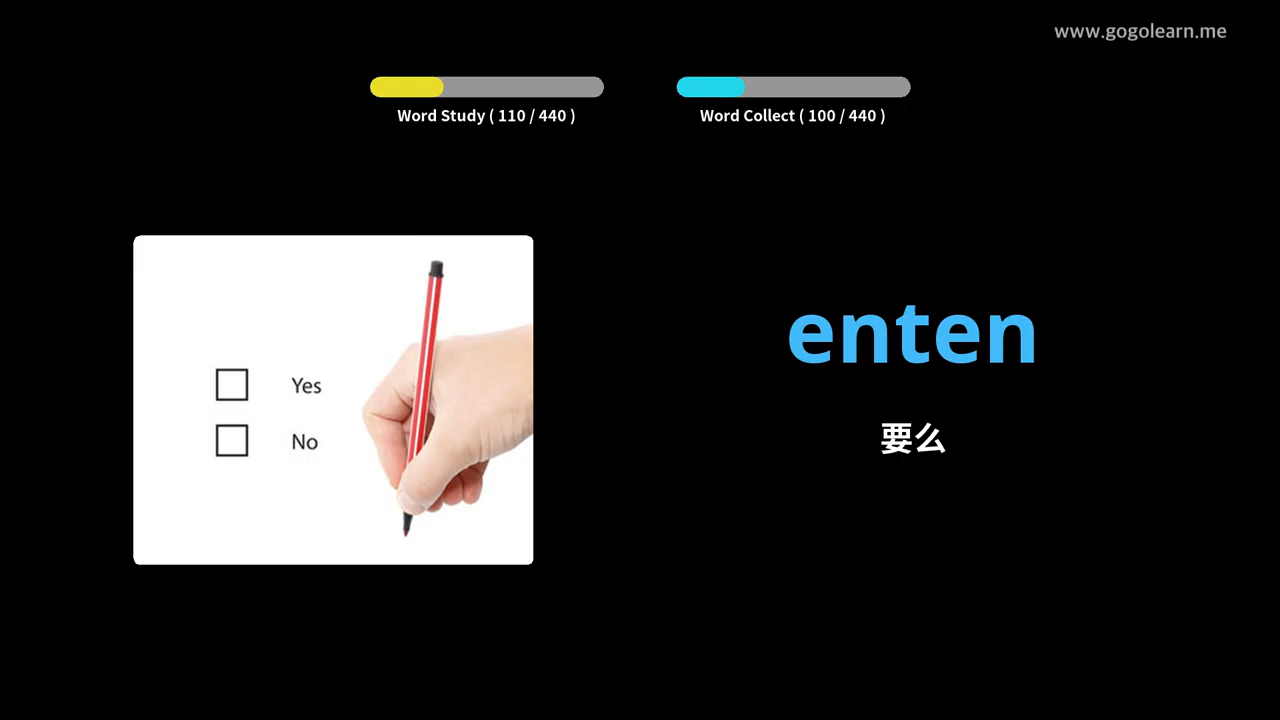 www.gogolearn.me
Word Study ( 110 / 440 )
Word Collect ( 100 / 440 )
Yes
No
enten
要么